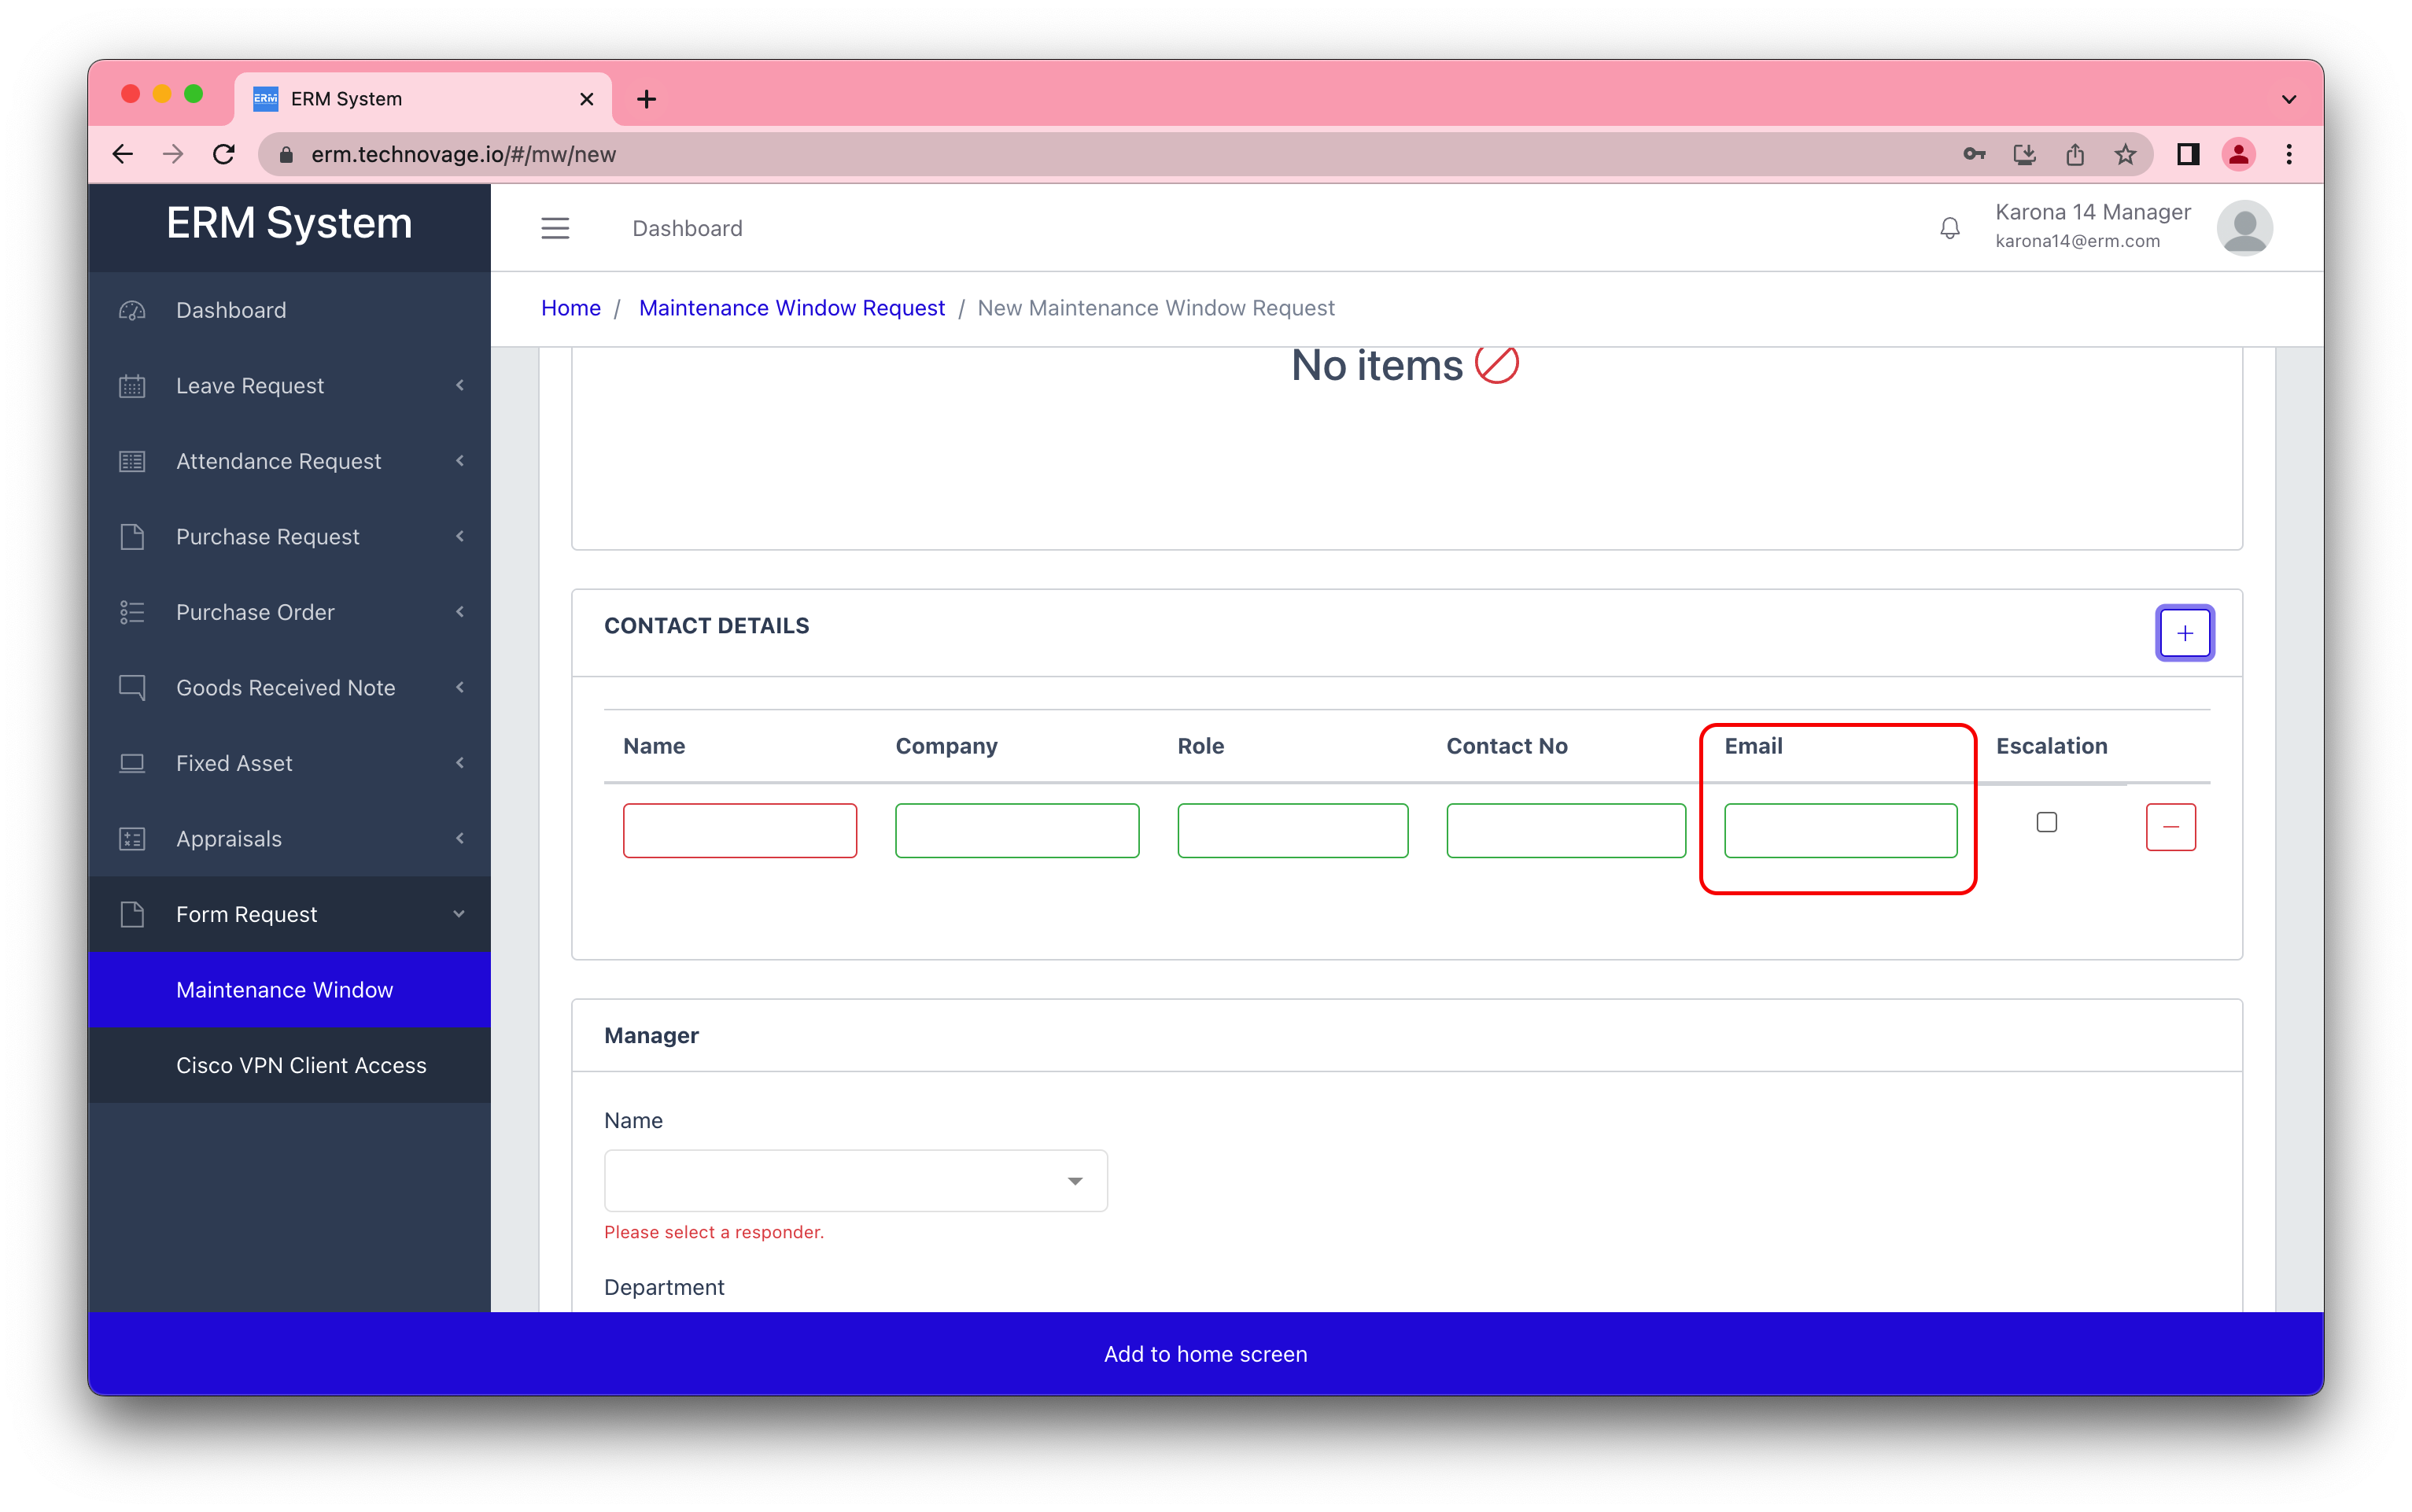 ERM System
erm.technovage.io/#/mw/new
ERM System
Dashboard
Karona 14 Manager
karona14@erm.com
Home / Maintenance Window Request / New Maintenance Window Request
Dashboard
Leave Request
Attendance Request
Purchase Request
Purchase Order
Goods Received Note
Fixed Asset
Appraisals
Form Request
Maintenance Window
Cisco VPN Client Access
No items
CONTACT DETAILS
Name Company Role Contact No Email Escalation
Manager
Name
Please select a responder.
Department
Add to home screen